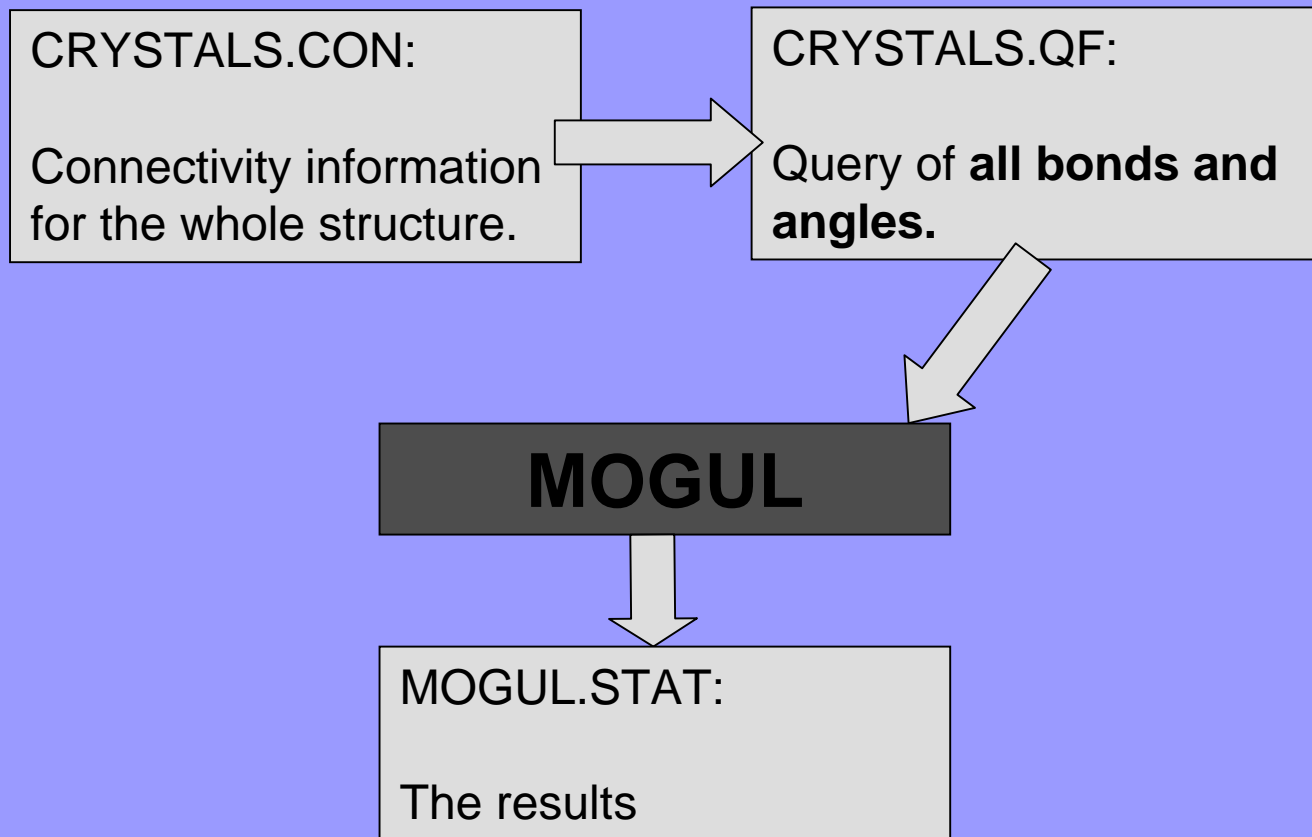 CRYSTALS.CON:
Connectivity information
for the whole structure.
CRYSTALS.QF:
Query of all bonds and
angles.
MOGUL
MOGUL.STAT:
The results